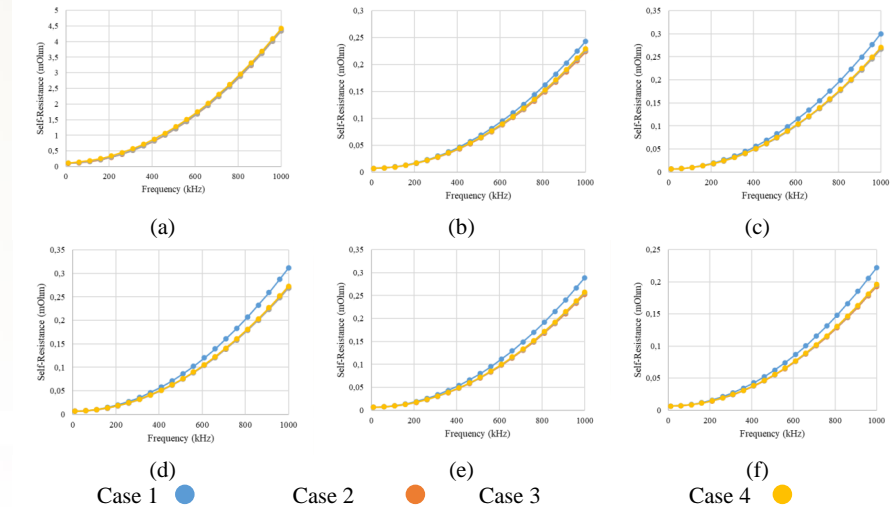 Self-Resistance (mOhm)
5
4,5
4
3,5
3
2,5
2
1,5
1
0,5
0
0 200 400 600 800 1000
Frequency (kHz)
(a)
Self-Resistance (mOhm)
0,3
0,25
0,2
0,15
0,1
0,05
0
0 200 400 600 800 1000
Frequency (kHz)
(b)
Self-Resistance (mOhm)
0,35
0,3
0,25
0,2
0,15
0,1
0,05
0
0 200 400 600 800 1000
Frequency (kHz)
(c)
Self-Resistance (mOhm)
0,35
0,3
0,25
0,2
0,15
0,1
0,05
0
0 200 400 600 800 1000
Frequency (kHz)
(d)
Self-Resistance (mOhm)
0,35
0,3
0,25
0,2
0,15
0,1
0,05
0
0 200 400 600 800 1000
Frequency (kHz)
(e)
Self-Resistance (mOhm)
0,25
0,2
0,15
0,1
0,05
0
0 200 400 600 800 1000
Frequency (kHz)
(f)
Case 1 Case 2 Case 3 Case 4